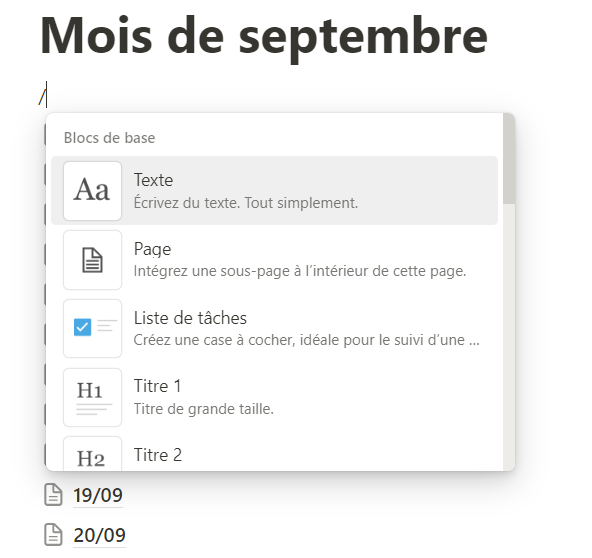 Mois de septembre
/
Blocs de base
Aa
Texte
Écrivez du texte. Tout simplement.
Page
Intégrez une sous-page à l’intérieur de cette page.
Liste de tâches
Créez une case à cocher, idéale pour le suivi d’une ...
H1
Titre 1
Titre de grande taille.
H2
Titre 2
19/09
20/09